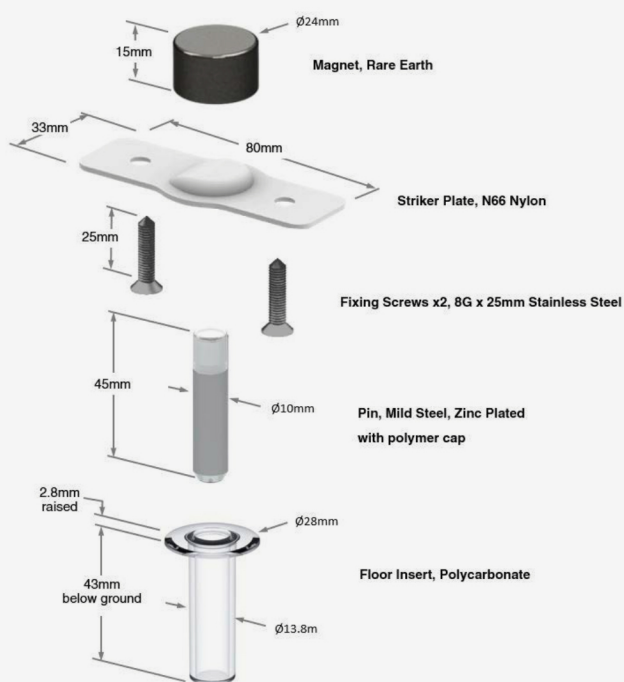 Ø24mm
15mm
Magnet, Rare Earth
33mm
80mm
Striker Plate, N66 Nylon
25mm
Fixing Screws x2, 8G x 25mm Stainless Steel
45mm
Ø10mm
Pin, Mild Steel, Zinc Plated
with polymer cap
2.8mm
raised
Ø28mm
43mm
below ground
Floor Insert, Polycarbonate
Ø13.8m